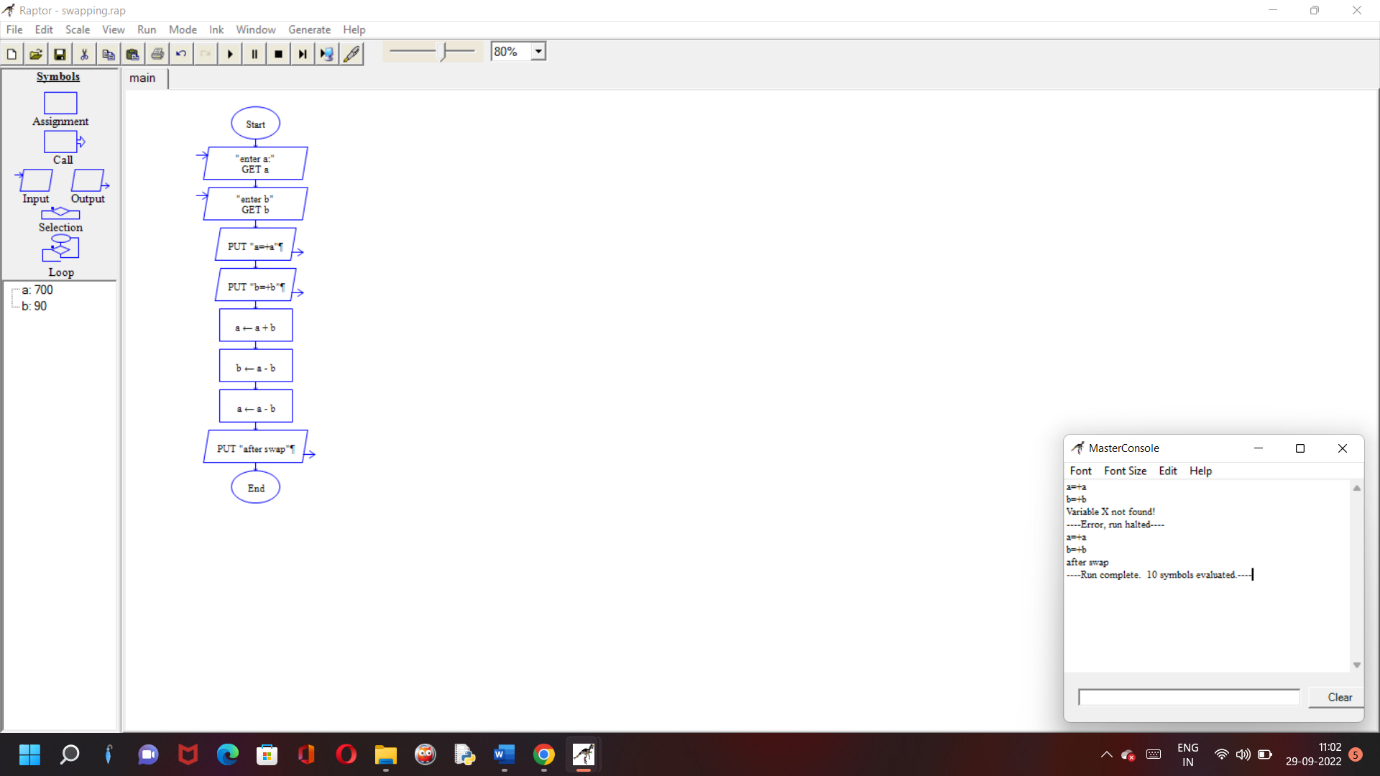 Raptor - swapping.rap
File Edit Scale View Run Mode Ink Window Generate Help
80%
Symbols
Assignment
Call
Input Output
Selection
Loop
a: 700
b: 90
main
Start
"enter a:"
GET a
"enter b"
GET b
PUT "a=+a"¶
PUT "b=+b"¶
a ← a + b
b ← a - b
a ← a - b
PUT "after swap"¶
End
MasterConsole
Font Font Size Edit Help
a=+a
b=+b
Variable X not found!
----Error, run halted----
a=+a
b=+b
after swap
----Run complete. 10 symbols evaluated.----
Clear
ENG
IN
11:02
29-09-2022
5